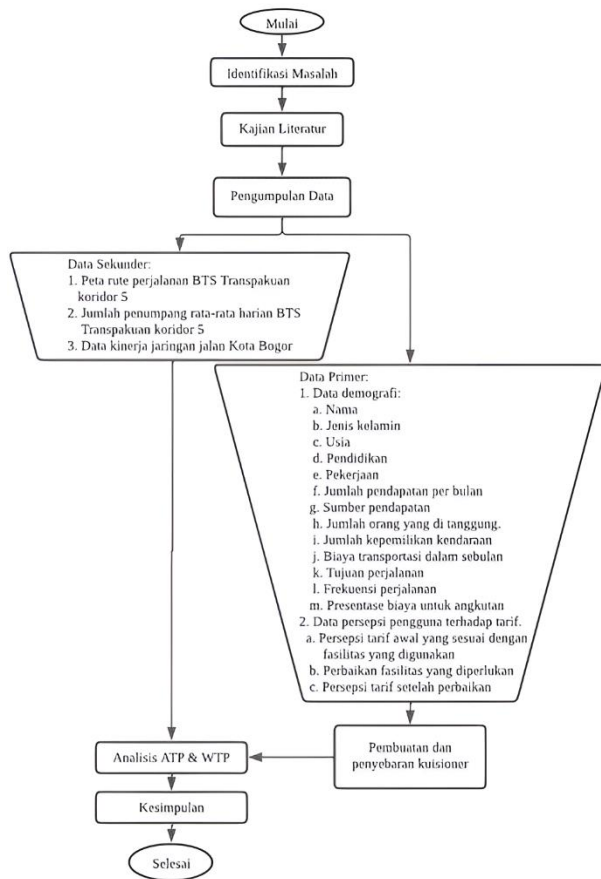 Mulai
Identifikasi Masalah
Kajian Literatur
Pengumpulan Data
Data Sekunder:
1. Peta rute perjalanan BTS Transpakuan
koridor 5
2. Jumlah penumpang rata-rata harian BTS
Transpakuan koridor 5
3. Data kinerja jaringan jalan Kota Bogor
Data Primer:
1. Data demografi:
a. Nama
b. Jenis kelamin
c. Usia
d. Pendidikan
e. Pekerjaan
f. Jumlah pendapatan per bulan
g. Sumber pendapatan
h. Jumlah orang yang di tanggung.
i. Jumlah kepemilikan kendaraan
j. Biaya transportasi dalam sebulan
k. Tujuan perjalanan
l. Frekuensi perjalanan
m. Presentase biaya untuk angkutan
2. Data persepsi pengguna terhadap tarif.
a. Persepsi tarif awal yang sesuai dengan
fasilitas yang digunakan
b. Perbaikan fasilitas yang diperlukan
c. Persepsi tarif setelah perbaikan
Pembuatan dan
penyebaran kuisioner
Analisis ATP & WTP
Kesimpulan
Selesai